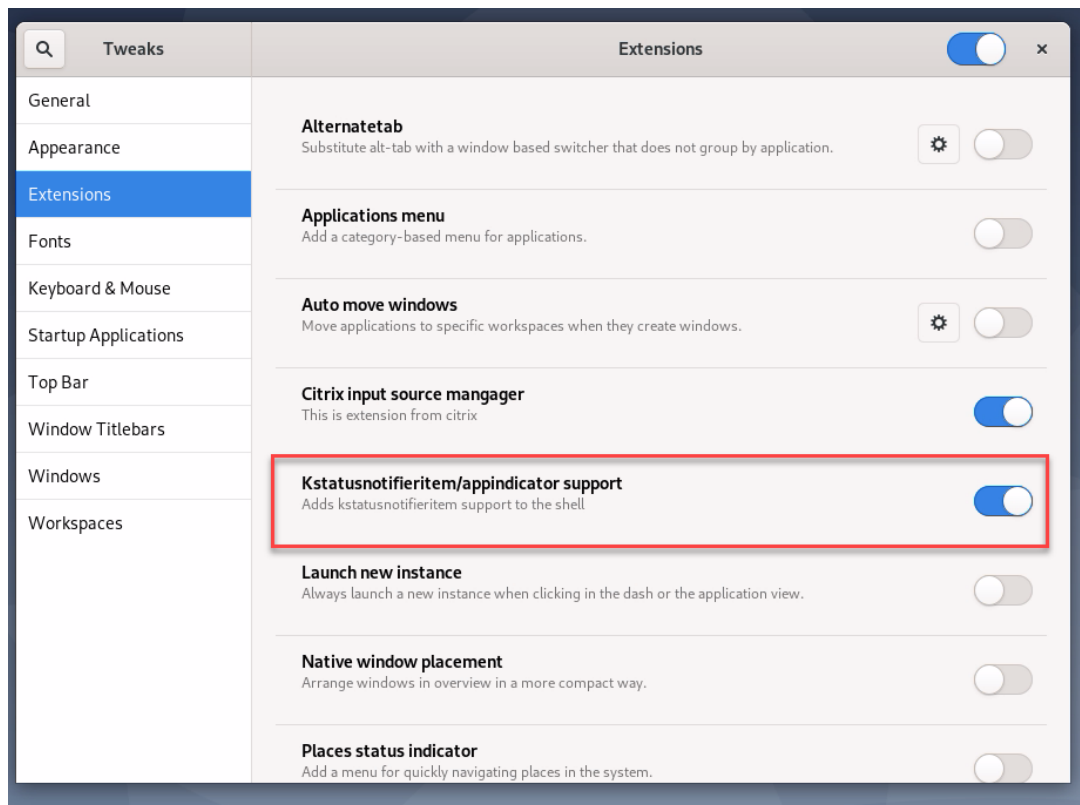 Tweaks
Extensions
General
Appearance
Extensions
Fonts
Keyboard & Mouse
Startup Applications
Top Bar
Window Titlebars
Windows
Workspaces
Alternatetab
Substitute alt-tab with a window based switcher that does not group by application.
Applications menu
Add a category-based menu for applications.
Auto move windows
Move applications to specific workspaces when they create windows.
Citrix input source mangager
This is extension from citrix
Kstatusnotifieritem/appindicator support
Adds kstatusnotifieritem support to the shell
Launch new instance
Always launch a new instance when clicking in the dash or the application view.
Native window placement
Arrange windows in overview in a more compact way.
Places status indicator
Add a menu for quickly navigating places in the system.